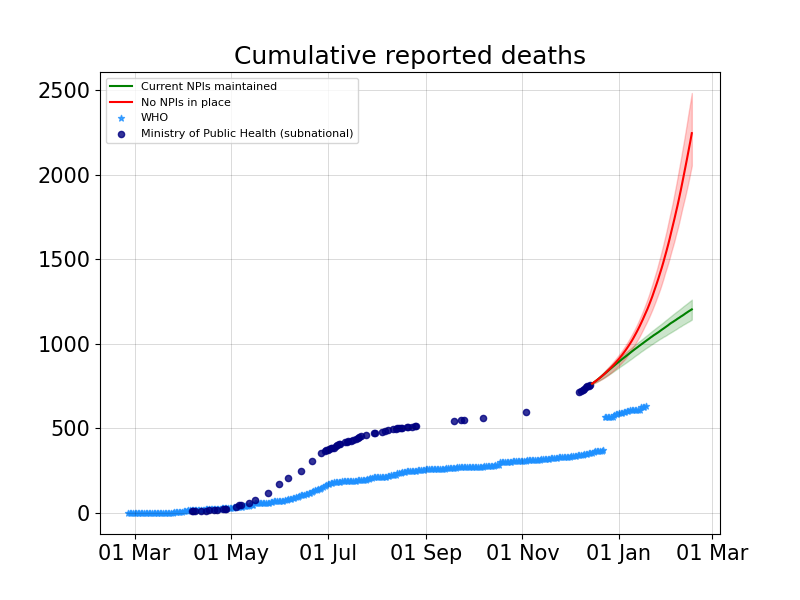 Cumulative reported deaths
Current NPIs maintained
No NPIs in place
WHO
Ministry of Public Health (subnational)
2500
2000
1500
1000
500
0
01 Mar 01 May 01 Jul 01 Sep 01 Nov 01 Jan 01 Mar